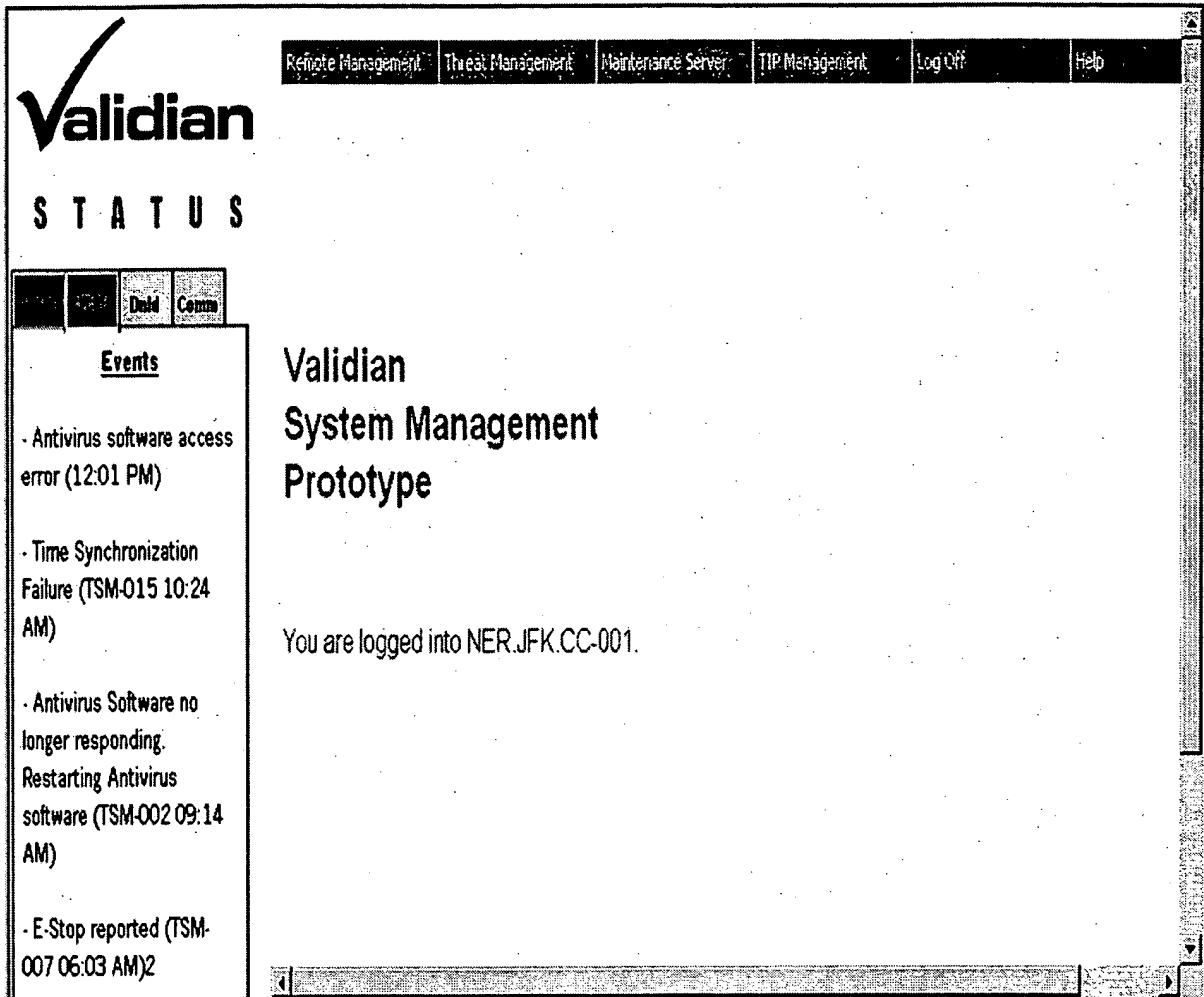 Validian
STATUS
Remote Management Threat Management Maintenance Server TIP Management Log Off Help
Dnld Comm
Events
- Antivirus software access
error (12:01 PM)
- Time Synchronization
Failure (TSM-015 10:24
AM)
- Antivirus Software no
longer responding.
Restarting Antivirus
software (TSM-002 09:14
AM)
- E-Stop reported (TSM-
007 06:03 AM)2
Validian
System Management
Prototype
You are logged into NER.JFK.CC-001.